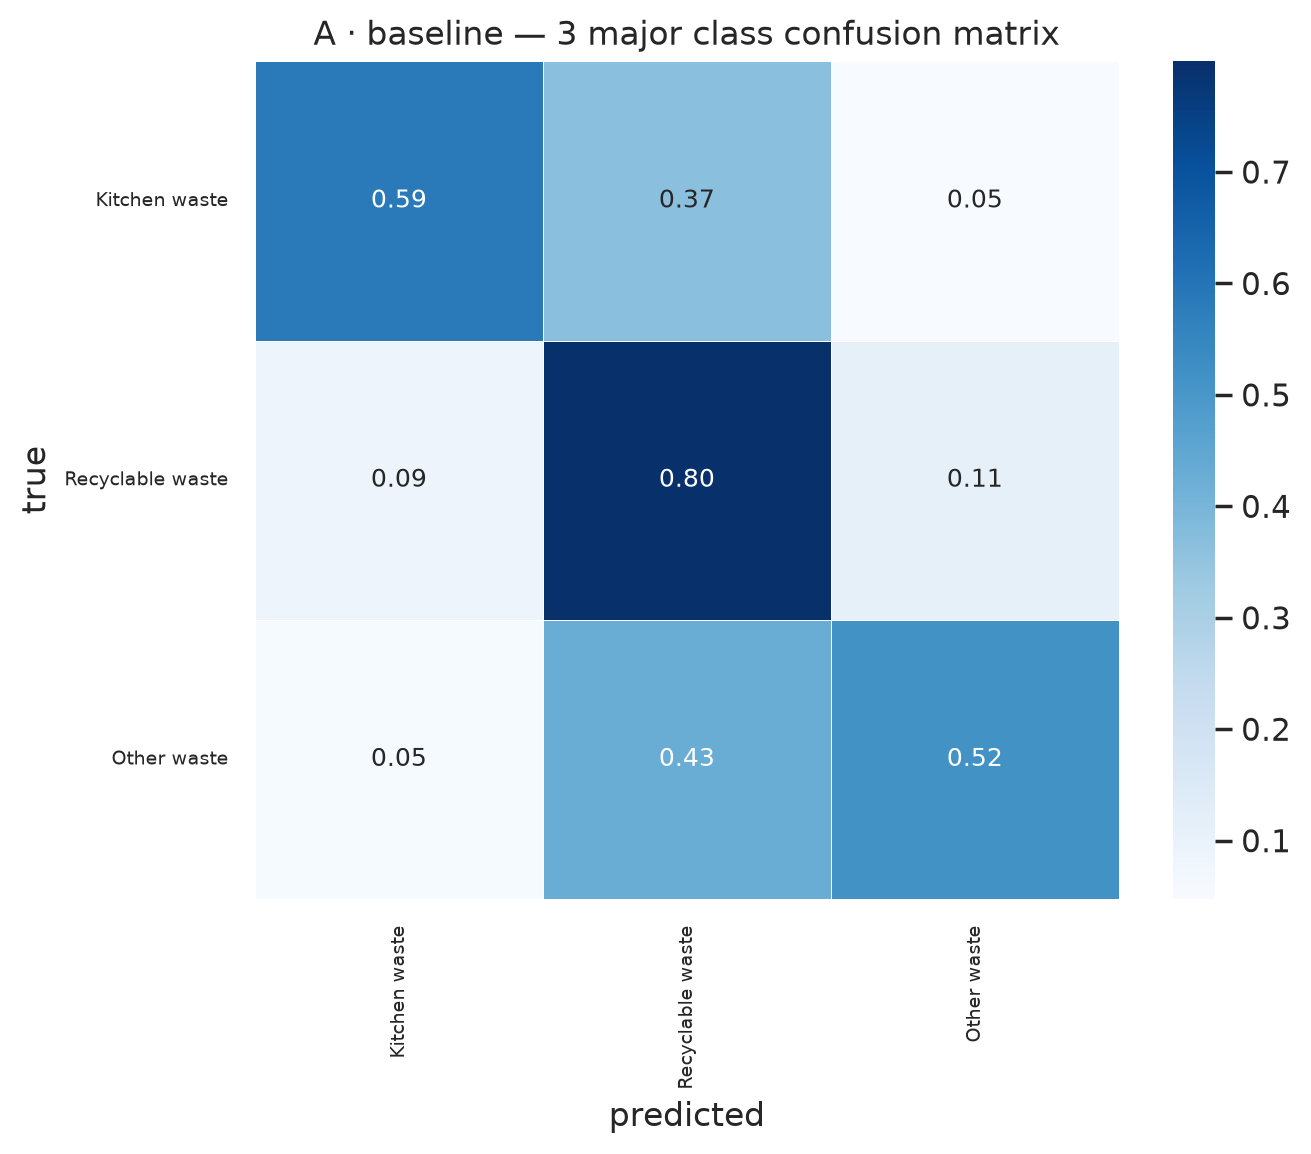 A · baseline — 3 major class confusion matrix
Kitchen waste
0.59
0.37
0.05
Recyclable waste
0.09
0.80
0.11
Other waste
0.05
0.43
0.52
true
Kitchen waste
Recyclable waste
Other waste
predicted
0.7
0.6
0.5
0.4
0.3
0.2
0.1